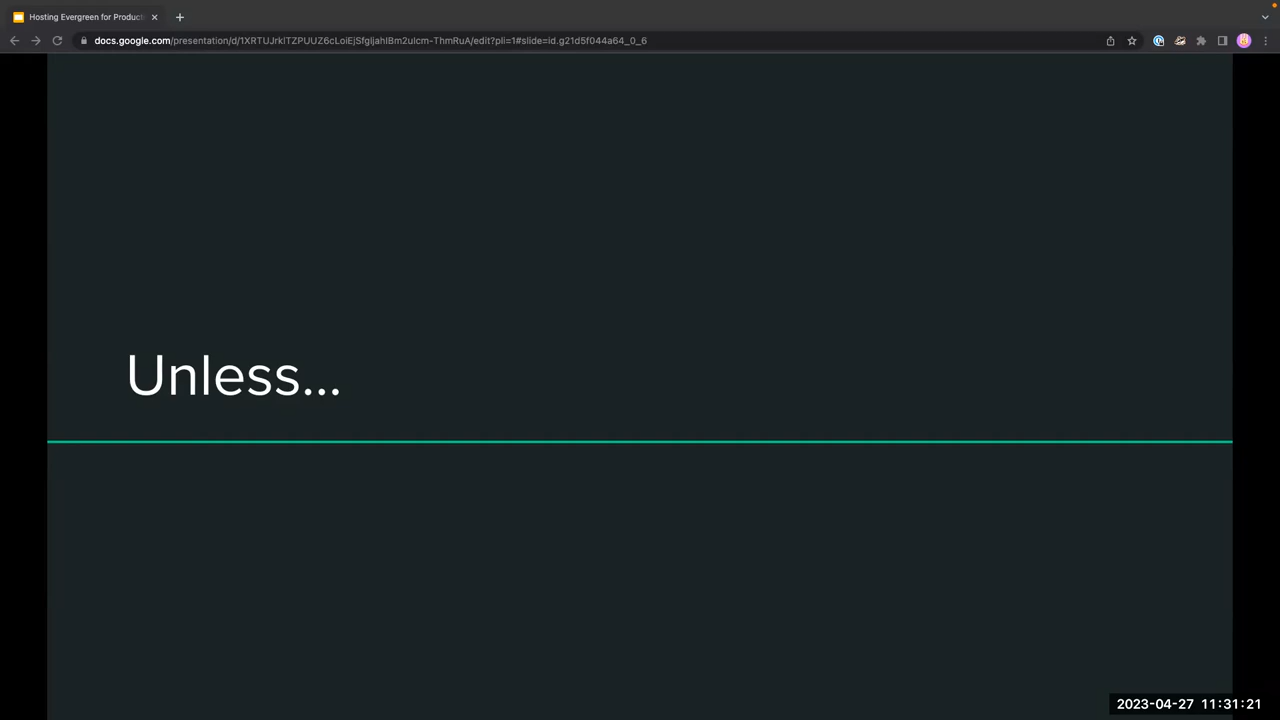 Hosting Evergreen for Product
docs.google.com/presentation/d/1XRTUJrklTZPUUZ6cLoiEjSfgljahlBm2ulcm-ThmRuA/edit?pli=1#slide=id.g21d5f044a64_0_6
Unless...
2023-04-27 11:31:21